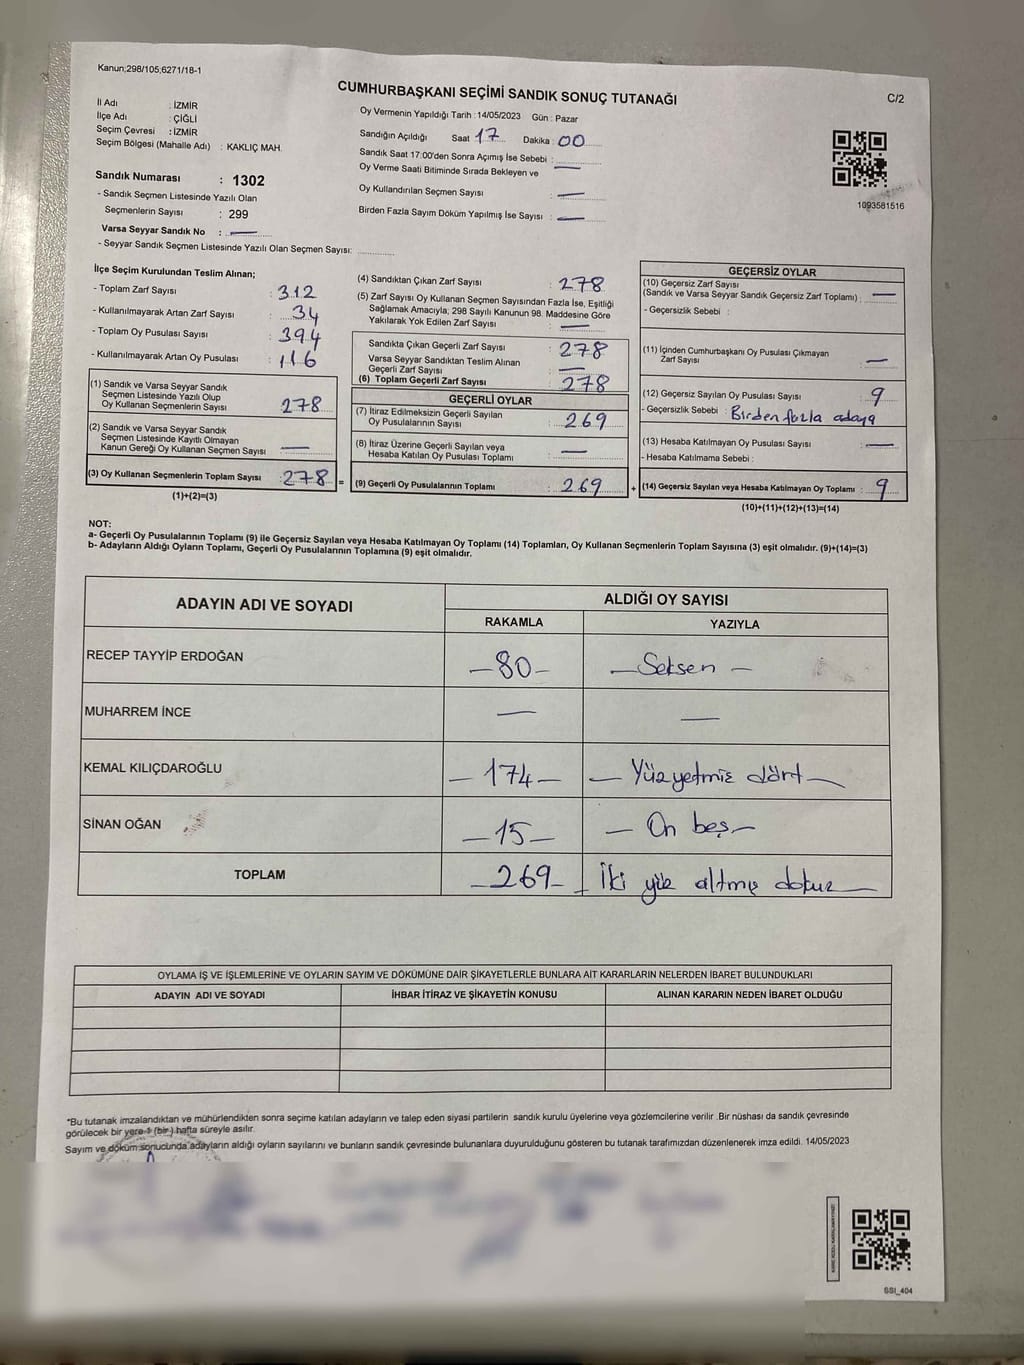 Kanun;298/105;6271/18-1
CUMHURBAŞKANI SEÇİMİ SANDIK SONUÇ TUTANAĞI
C/2
İl Adı : İZMİR
İlçe Adı : ÇİĞLİ
Seçim Çevresi : İZMİR
Seçim Bölgesi (Mahalle Adı) : KAKLIÇ MAH.
Sandık Numarası : 1302
- Sandık Seçmen Listesinde Yazılı Olan
Seçmenlerin Sayısı : 299
Varsa Seyyar Sandık No : —
- Seyyar Sandık Seçmen Listesinde Yazılı Olan Seçmen Sayısı:
Oy Vermenin Yapıldığı Tarih : 14/05/2023 Gün : Pazar
Sandığın Açıldığı Saat 17 Dakika : 00
Sandık Saat 17:00'den Sonra Açımış İse Sebebi :
Oy Verme Saati Bitiminde Sırada Bekleyen ve —
Oy Kullandırılan Seçmen Sayısı : —
Birden Fazla Sayım Döküm Yapılmış İse Sayısı : —
1093581516
İlçe Seçim Kurulundan Teslim Alınan;
- Toplam Zarf Sayısı : 312
- Kullanılmayarak Artan Zarf Sayısı : 34
- Toplam Oy Pusulası Sayısı : 394
- Kullanılmayarak Artan Oy Pusulası : 116
(1) Sandık ve Varsa Seyyar Sandık
Seçmen Listesinde Yazılı Olup
Oy Kullanan Seçmenlerin Sayısı : 278
(2) Sandık ve Varsa Seyyar Sandık
Seçmen Listesinde Kayıtlı Olmayan
Kanun Gereği Oy Kullanan Seçmen Sayısı : —
(3) Oy Kullanan Seçmenlerin Toplam Sayısı : 278 =
(1)+(2)=(3)
(4) Sandıktan Çıkan Zarf Sayısı : 278
(5) Zarf Sayısı Oy Kullanan Seçmen Sayısından Fazla İse, Eşitliği
Sağlamak Amacıyla; 298 Sayılı Kanunun 98. Maddesine Göre
Yakılarak Yok Edilen Zarf Sayısı : —
Sandıkta Çıkan Geçerli Zarf Sayısı : 278
Varsa Seyyar Sandıktan Teslim Alınan
Geçerli Zarf Sayısı : —
(6) Toplam Geçerli Zarf Sayısı : 278
GEÇERLİ OYLAR
(7) İtiraz Edilmeksizin Geçerli Sayılan
Oy Pusulalarının Sayısı : 269
(8) İtiraz Üzerine Geçerli Sayılan veya
Hesaba Katılan Oy Pusulası Toplamı : —
(9) Geçerli Oy Pusulalarının Toplamı : 269 +
GEÇERSİZ OYLAR
(10) Geçersiz Zarf Sayısı
(Sandık ve Varsa Seyyar Sandık Geçersiz Zarf Toplamı) : —
- Geçersizlik Sebebi :
(11) İçinden Cumhurbaşkanı Oy Pusulası Çıkmayan
Zarf Sayısı : —
(12) Geçersiz Sayılan Oy Pusulası Sayısı : 9
- Geçersizlik Sebebi : Birden fazla adaya
(13) Hesaba Katılmayan Oy Pusulası Sayısı : —
- Hesaba Katılmama Sebebi :
(14) Geçersiz Sayılan veya Hesaba Katılmayan Oy Toplamı : 9
(10)+(11)+(12)+(13)=(14)
NOT:
a- Geçerli Oy Pusulalarının Toplamı (9) ile Geçersiz Sayılan veya Hesaba Katılmayan Oy Toplamı (14) Toplamları, Oy Kullanan Seçmenlerin Toplam Sayısına (3) eşit olmalıdır. (9)+(14)=(3)
b- Adayların Aldığı Oyların Toplamı, Geçerli Oy Pusulalarının Toplamına (9) eşit olmalıdır.
ADAYIN ADI VE SOYADI
ALDIĞI OY SAYISI
RAKAMLA YAZIYLA
RECEP TAYYİP ERDOĞAN — 80 — — Seksen —
MUHARREM İNCE — —
KEMAL KILIÇDAROĞLU — 174 — — Yüzyetmiş dört —
SİNAN OĞAN — 15 — — On beş —
TOPLAM — 269 — İki yüz altmış dokuz —
OYLAMA İŞ VE İŞLEMLERİNE VE OYLARIN SAYIM VE DÖKÜMÜNE DAİR ŞİKAYETLERLE BUNLARA AİT KARARLARIN NELERDEN İBARET BULUNDUKLARI
ADAYIN ADI VE SOYADI İHBAR İTİRAZ VE ŞİKAYETİN KONUSU ALINAN KARARIN NEDEN İBARET OLDUĞU
*Bu tutanak imzalandıktan ve mühürlendikten sonra seçime katılan adayların ve talep eden siyasi partilerin sandık kurulu üyelerine veya gözlemcilerine verilir .Bir nüshası da sandık çevresinde
görülecek bir yere 1 (bir ) hafta süreyle asılır.
Sayım ve döküm sonucunda adayların aldığı oyların sayılarını ve bunların sandık çevresinde bulunanlara duyurulduğunu gösteren bu tutanak tarafımızdan düzenlenerek imza edildi. 14/05/2023
SSI_404